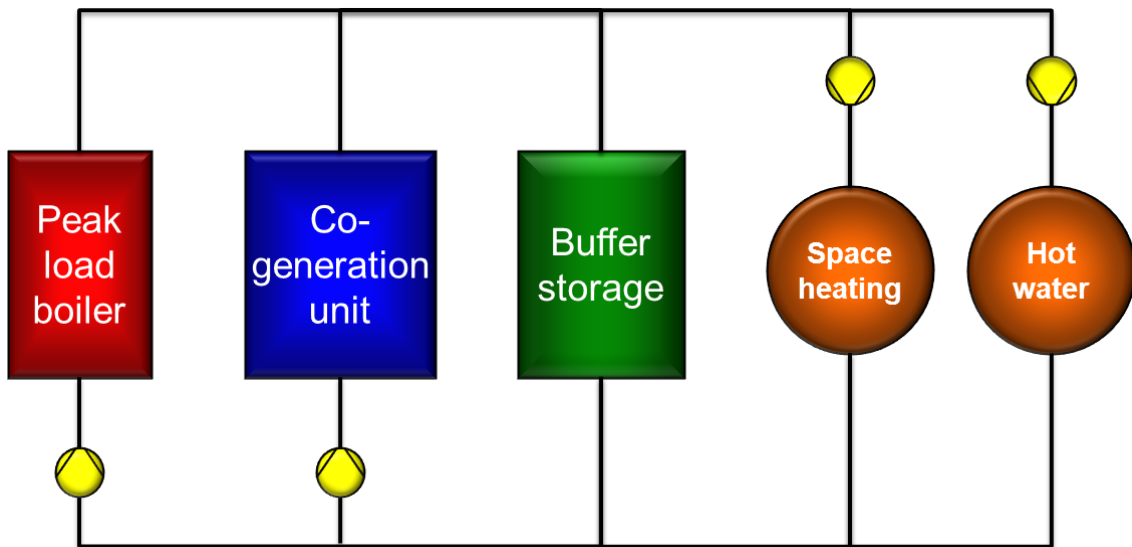 Peak
load
boiler
Co-
generation
unit
Buffer
storage
Space
heating
Hot
water